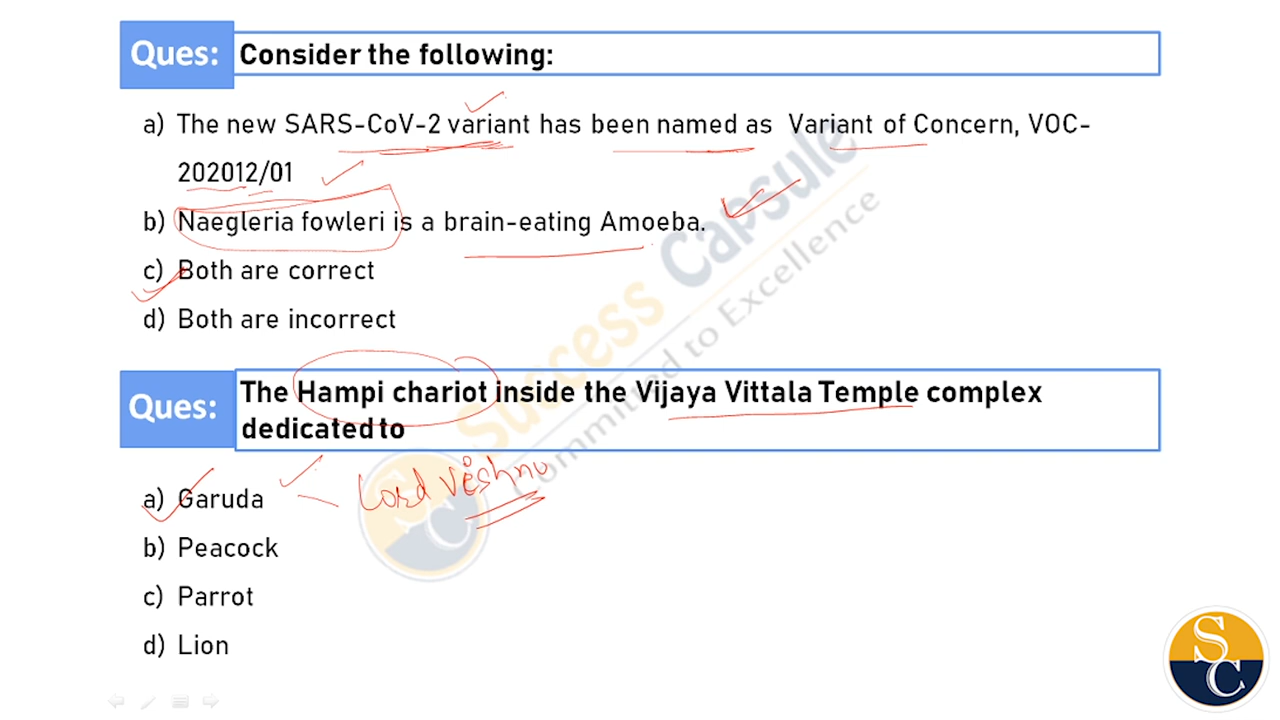 Ques: Consider the following:
a) The new SARS-CoV-2 variant has been named as Variant of Concern, VOC-
202012/01
b) Naegleria fowleri is a brain-eating Amoeba.
c) Both are correct
d) Both are incorrect
Ques: The Hampi chariot inside the Vijaya Vittala Temple complex
dedicated to
a) Garuda Lord Vishnu
b) Peacock
c) Parrot
d) Lion
Success Capsule
Committed to Excellence
SC
SC